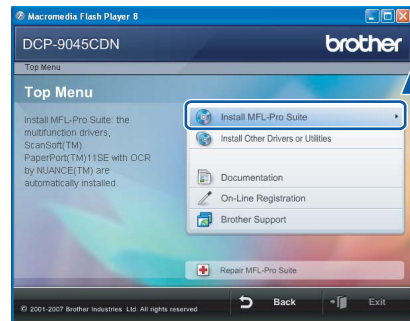 Macromedia Flash Player 8
DCP-9045CDN
brother
Top Menu
Top Menu
Install MFL-Pro Suite: the
multifunction drivers,
ScanSoft(TM)
PaperPort(TM)11SE with OCR
by NUANCE(TM) are
automatically installed.
Install MFL-Pro Suite
Install Other Drivers or Utilities
Documentation
On-Line Registration
Brother Support
Repair MFL-Pro Suite
© 2001-2007 Brother Industries Ltd. All rights reserved
Back
Exit